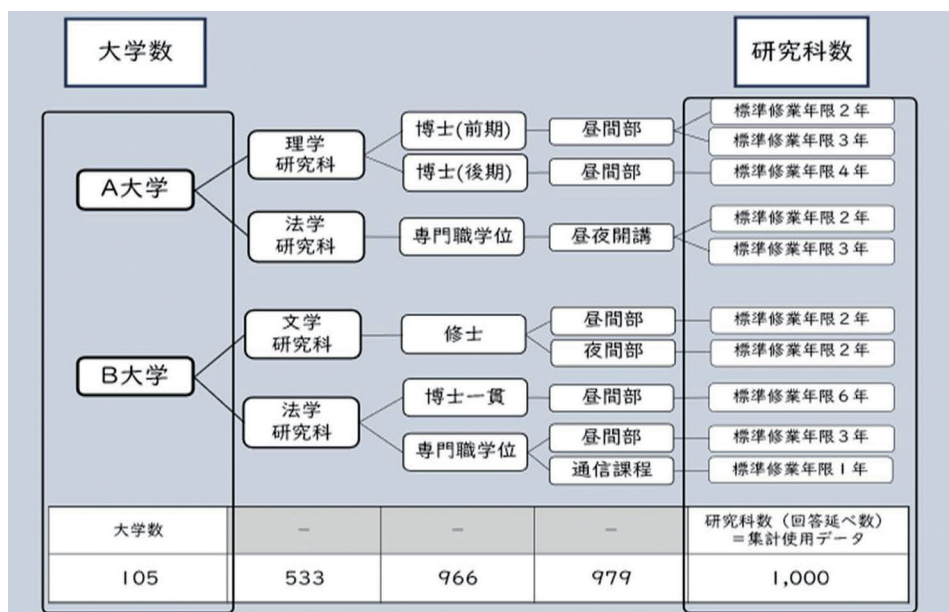 大学数
研究科数
A大学
理学
研究科
博士(前期)
昼間部
標準修業年限2年
標準修業年限3年
博士(後期)
昼間部
標準修業年限4年
法学
研究科
専門職学位
昼夜開講
標準修業年限2年
標準修業年限3年
B大学
文学
研究科
修士
昼間部
標準修業年限2年
夜間部
標準修業年限2年
法学
研究科
博士一貫
昼間部
標準修業年限6年
専門職学位
昼間部
標準修業年限3年
通信課程
標準修業年限1年
大学数
–
–
–
研究科数(回答延べ数)
=集計使用データ
105
533
966
979
1,000